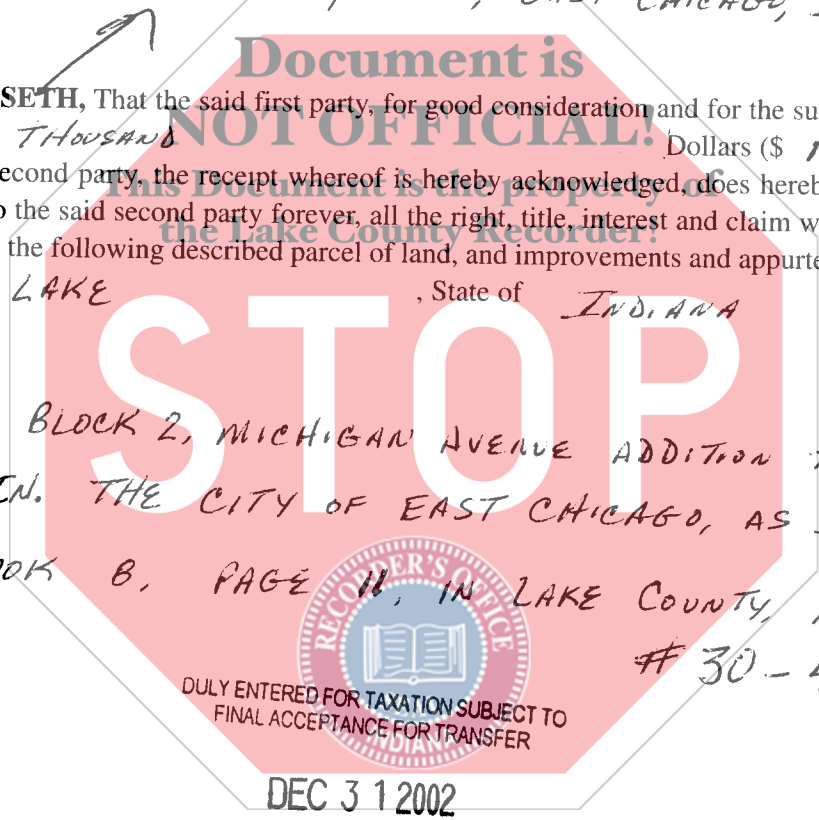 EAST CHICAGO,
Document is
SETH, That the said first party, for good consideration and for the su
NOT OFFICIAL!
THOUSAND Dollars ($
econd party, the receipt whereof is hereby acknowledged, does hereb
This Document is the property of
o the said second party forever, all the right, title, interest and claim w
the Lake County Recorder!
the following described parcel of land, and improvements and appurte
LAKE , State of INDIANA
STOP
BLOCK 2, MICHIGAN AVENUE ADDITION
IN. THE CITY OF EAST CHICAGO, AS
OOK B, PAGE 11, IN LAKE COUNTY,
# 30 - 4
RECORDER'S OFFICE
DULY ENTERED FOR TAXATION SUBJECT TO
FINAL ACCEPTANCE FOR TRANSFER
INDIANA
DEC 31 2002